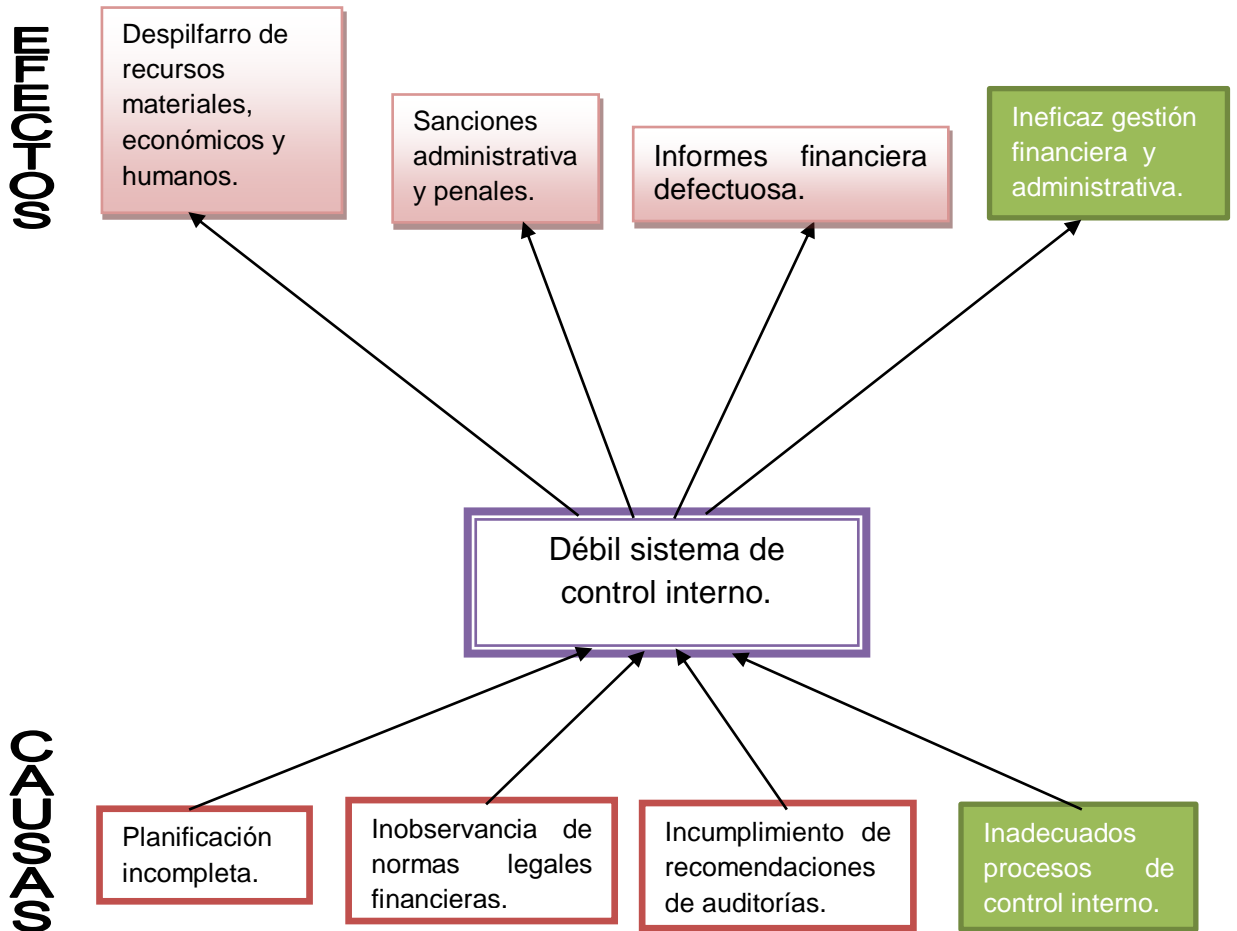 EFECTOS
Despilfarro de
recursos
materiales,
económicos y
humanos.
Sanciones
administrativa
y penales.
Informes financiera
defectuosa.
Ineficaz gestión
financiera y
administrativa.
Débil sistema de
control interno.
CAUSAS
Planificación
incompleta.
Inobservancia de
normas legales
financieras.
Incumplimiento de
recomendaciones
de auditorías.
Inadecuados
procesos de
control interno.